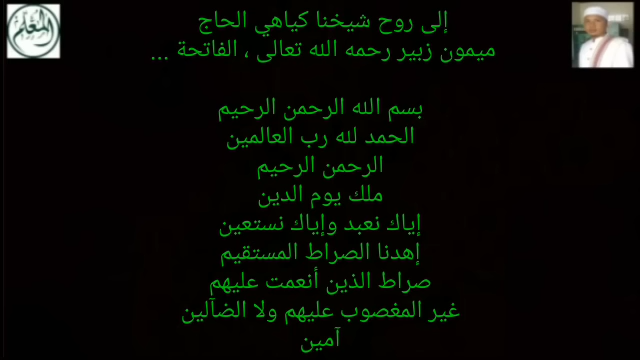 إلى روح شيخنا كياهي الحاج
ميمون زبير رحمه الله تعالى ، الفاتحة ...
بسم الله الرحمن الرحيم
الحمد لله رب العالمين
الرحمن الرحيم
ملك يوم الدين
إياك نعبد وإياك نستعين
إهدنا الصراط المستقيم
صراط الذين أنعمت عليهم
غير المغصوب عليهم ولا الضآلين
آمين